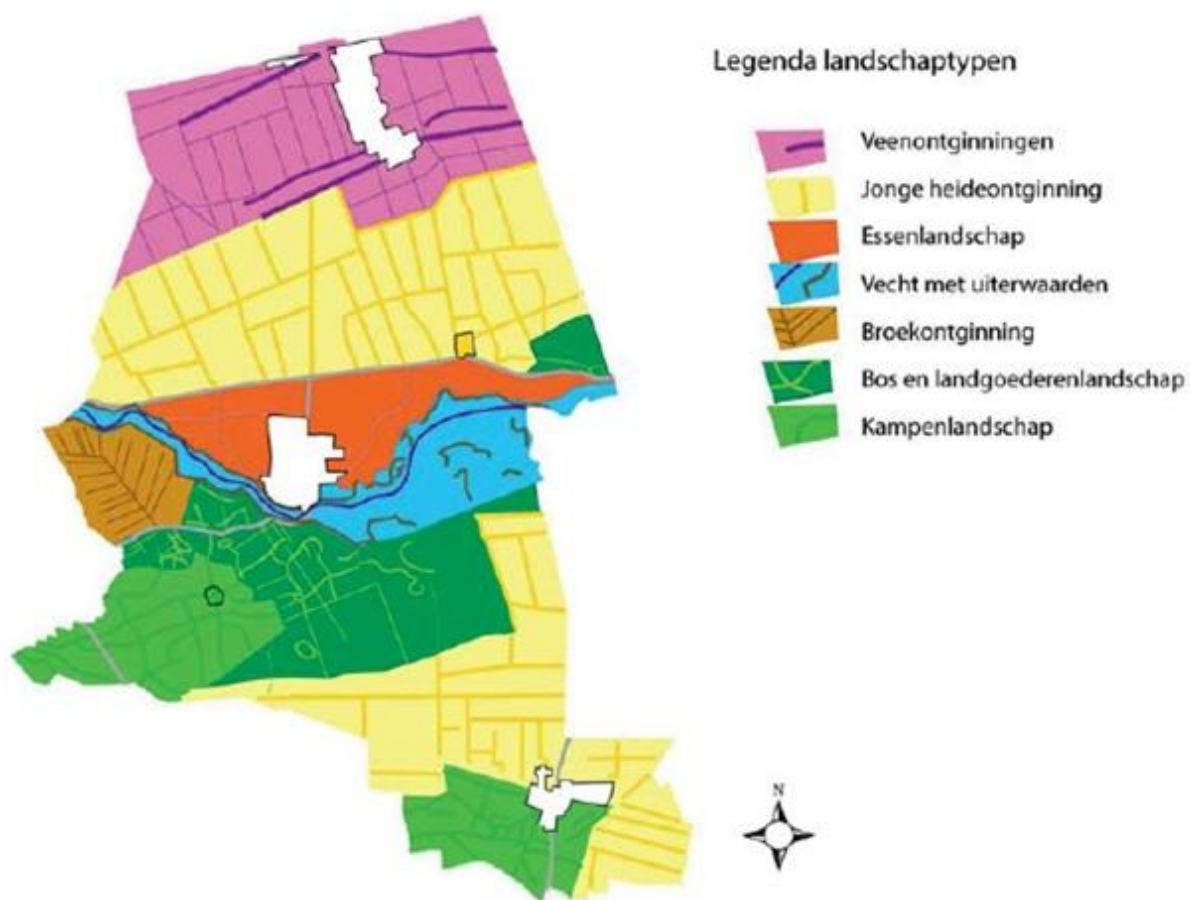 Legenda landschaptypen
Veenontginningen
Jonge heideontginning
Essenlandschap
Vecht met uiterwaarden
Broekontginning
Bos en landgoederenlandschap
Kampenlandschap
N